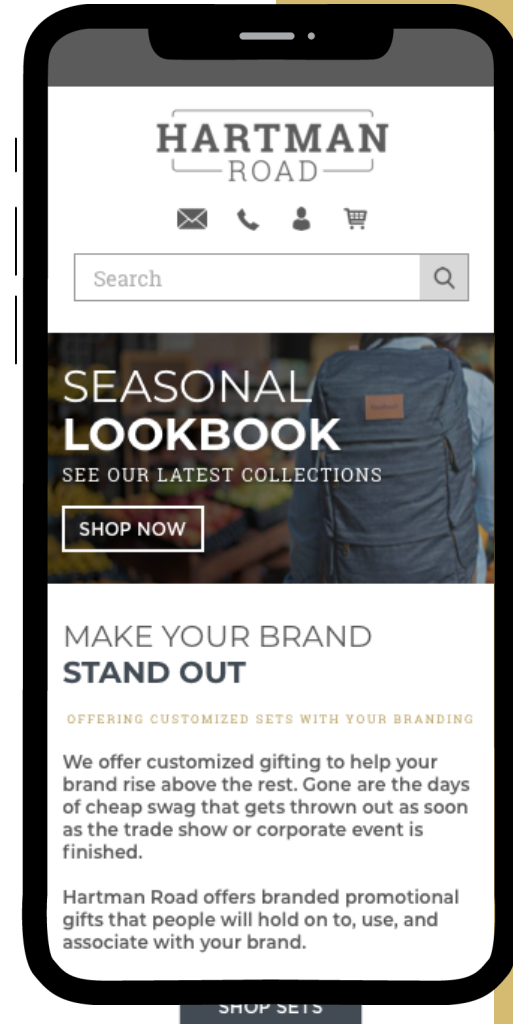 HARTMAN
ROAD
Search
SEASONAL
LOOKBOOK
SEE OUR LATEST COLLECTIONS
SHOP NOW
MAKE YOUR BRAND
STAND OUT
OFFERING CUSTOMIZED SETS WITH YOUR BRANDING
We offer customized gifting to help your
brand rise above the rest. Gone are the days
of cheap swag that gets thrown out as soon
as the trade show or corporate event is
finished.
Hartman Road offers branded promotional
gifts that people will hold on to, use, and
associate with your brand.
SHOP SETS